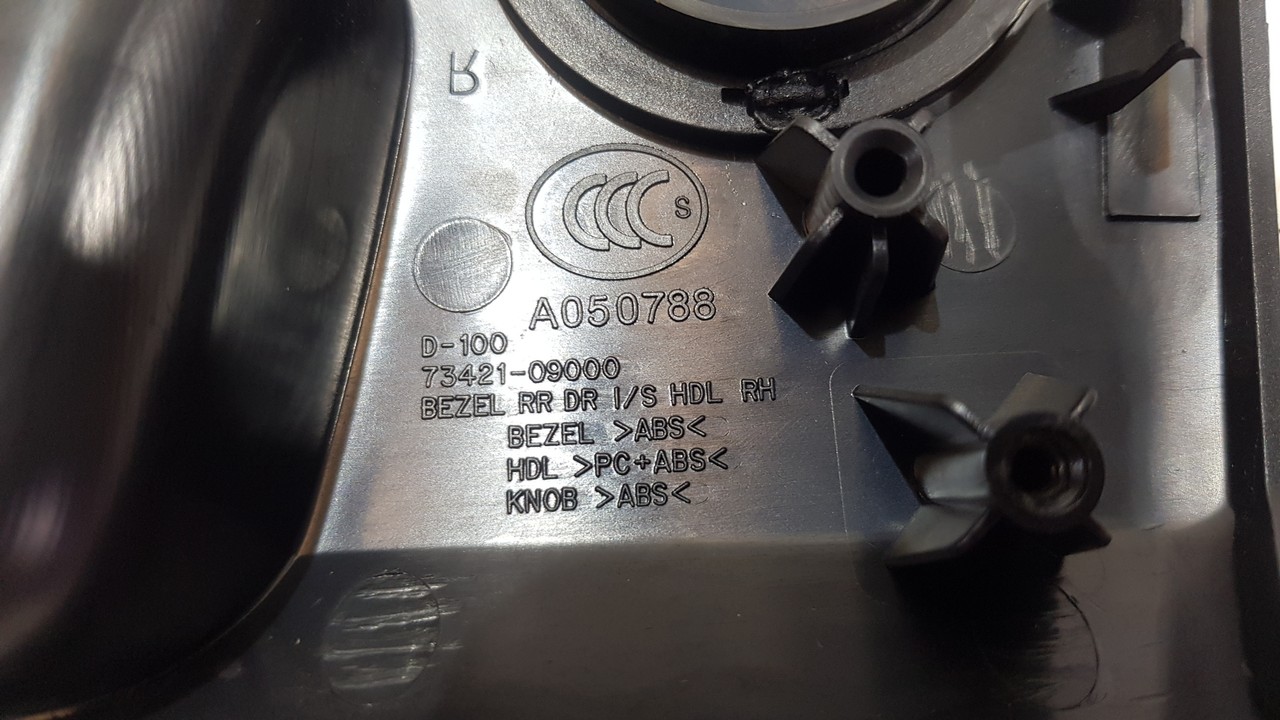 R
CCC S
A050788
D-100
73421-09000
BEZEL RR DR I/S HDL RH
BEZEL >ABS<
HDL >PC+ABS<
KNOB >ABS<